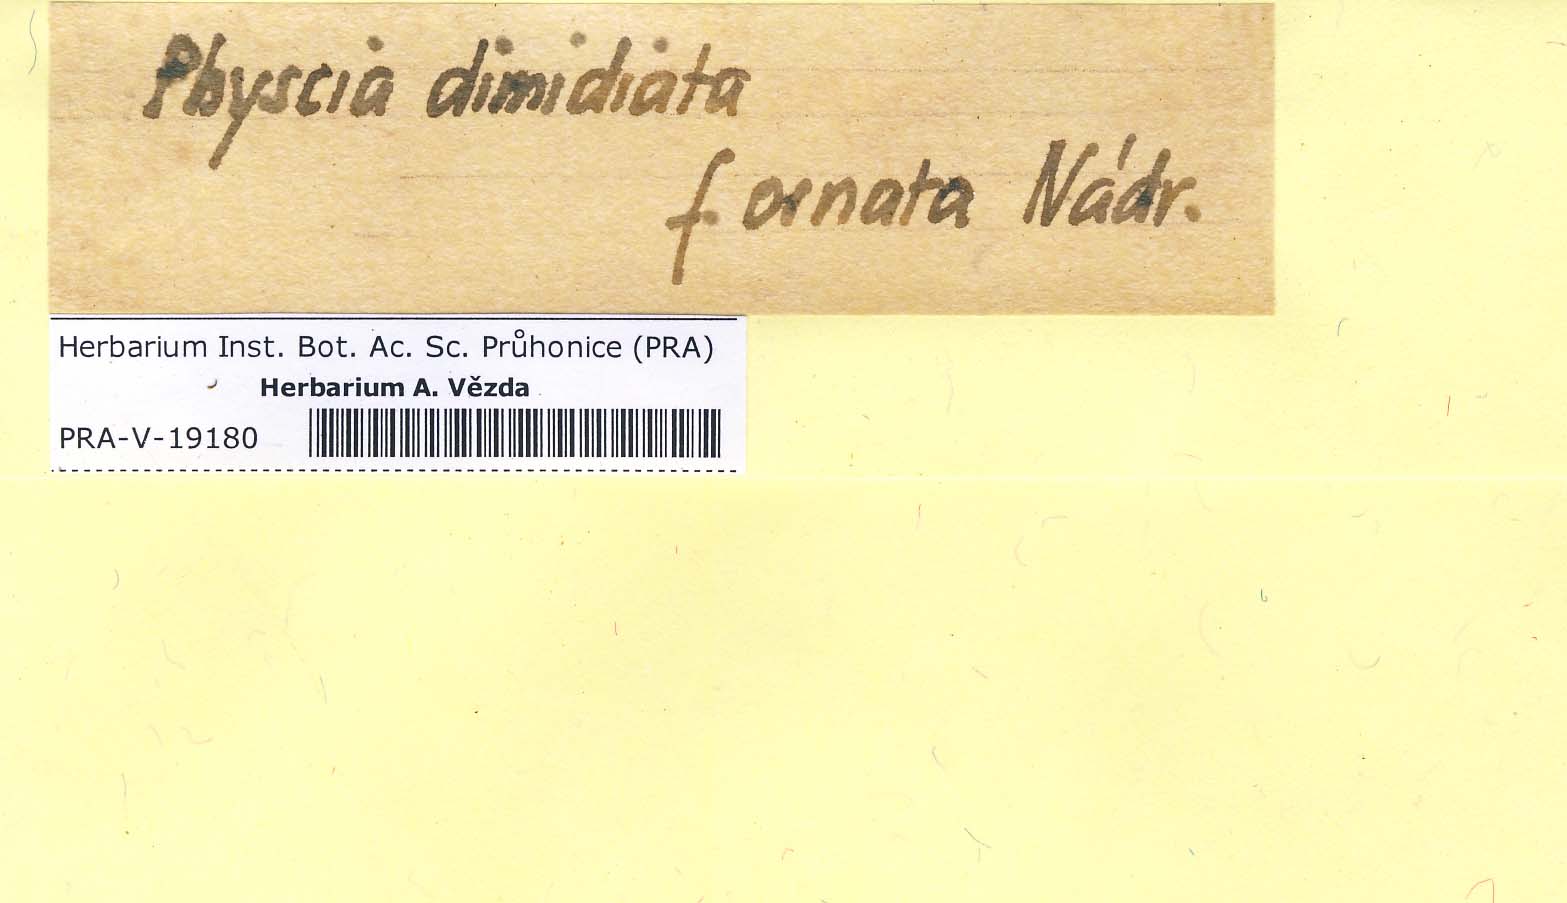 Physcia dimidiata
f. ornata Nádr.
Herbarium Inst. Bot. Ac. Sc. Průhonice (PRA)
Herbarium A. Vězda
PRA-V-19180